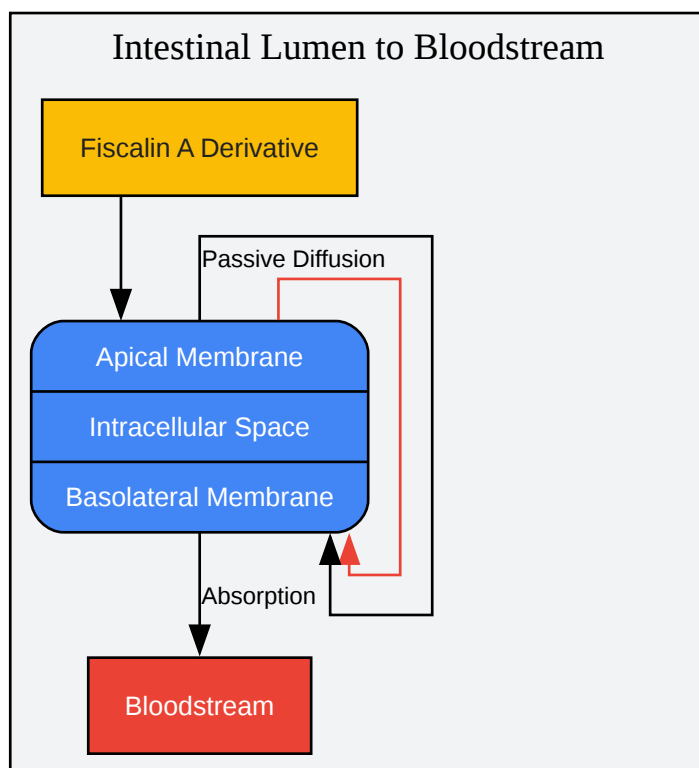 Intestinal Lumen to Bloodstream
Fiscalin A Derivative
Passive Diffusion
Apical Membrane
Intracellular Space
Basolateral Membrane
Absorption
Bloodstream